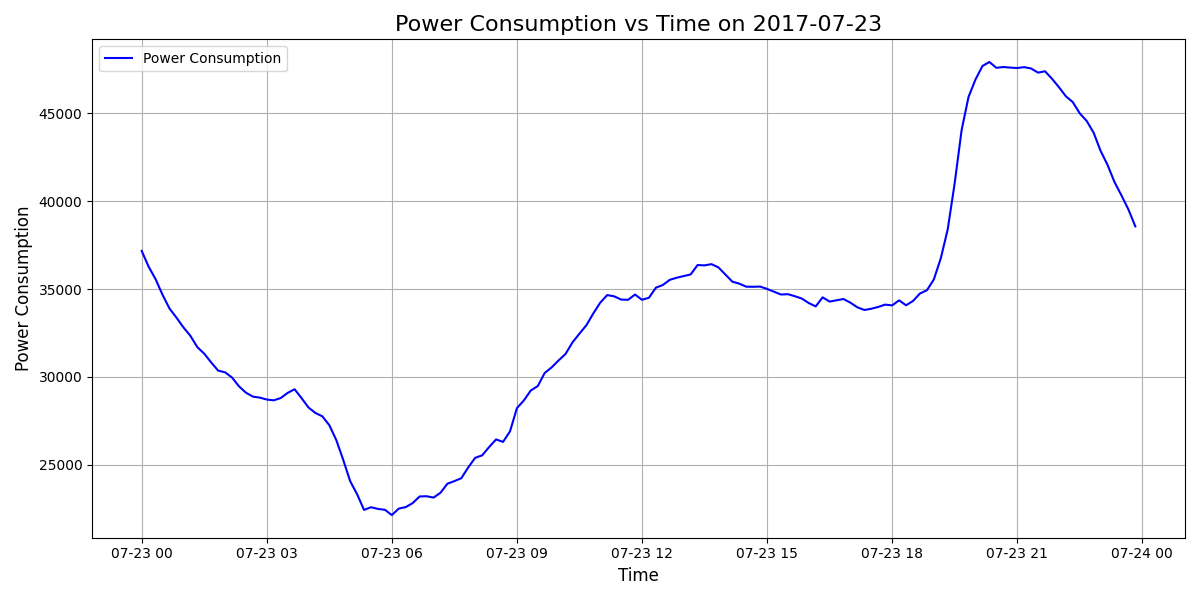 Power Consumption vs Time on 2017-07-23
Power Consumption
Power Consumption
45000
40000
35000
30000
25000
07-23 00 07-23 03 07-23 06 07-23 09 07-23 12 07-23 15 07-23 18 07-23 21 07-24 00
Time